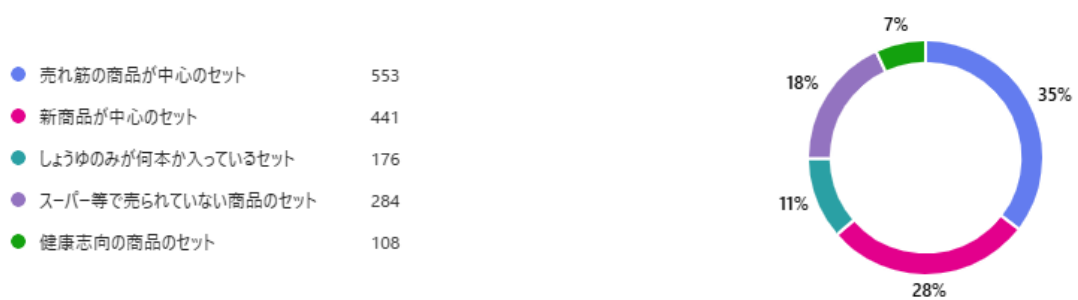 売れ筋の商品が中心のセット 553
新商品が中心のセット 441
しょうゆのみが何本か入っているセット 176
スーパー等で売られていない商品のセット 284
健康志向の商品のセット 108
7%
18%
35%
11%
28%